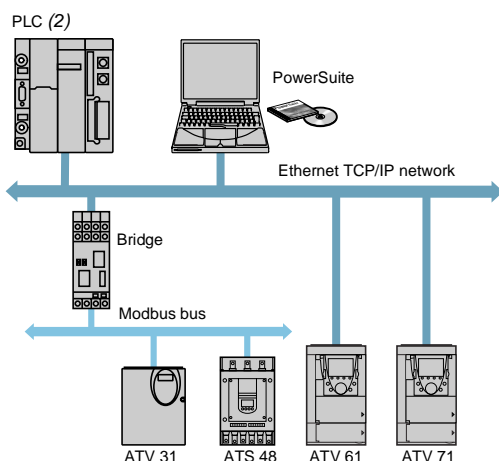 PLC (2)
PowerSuite
Ethernet TCP/IP network
Bridge
Modbus bus
ATV 31
ATS 48
ATV 61
ATV 71